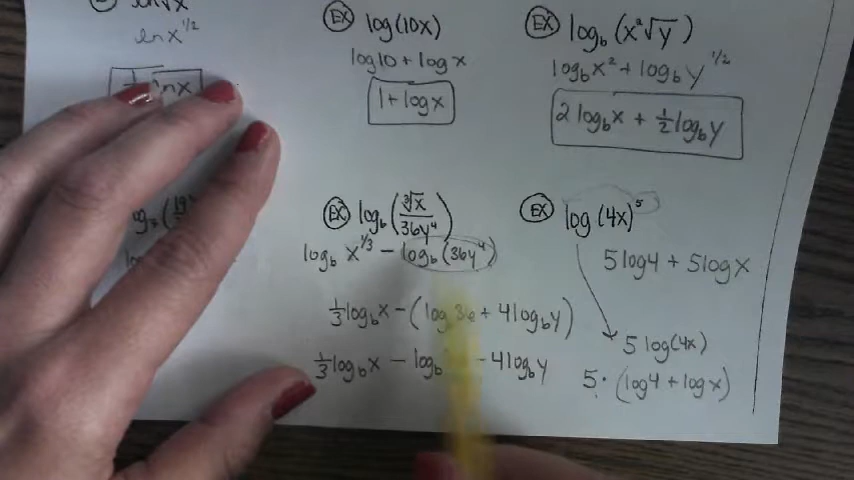 ln x^1/2
EX log(10x)
log10 + log x
1 + log x
EX log_b (x²√y)
log_b x² + log_b y^1/2
2 log_b x + ½ log_b y
EX log_b (∛x / 36y⁴)
log_b x^1/3 − log_b (36y⁴)
⅓ log_b x − (log_b 36 + 4 log_b y)
⅓ log_b x − log_b − 4 log_b y
EX log (4x)⁵
5 log 4 + 5 log x
5 log (4x)
5 · (log 4 + log x)